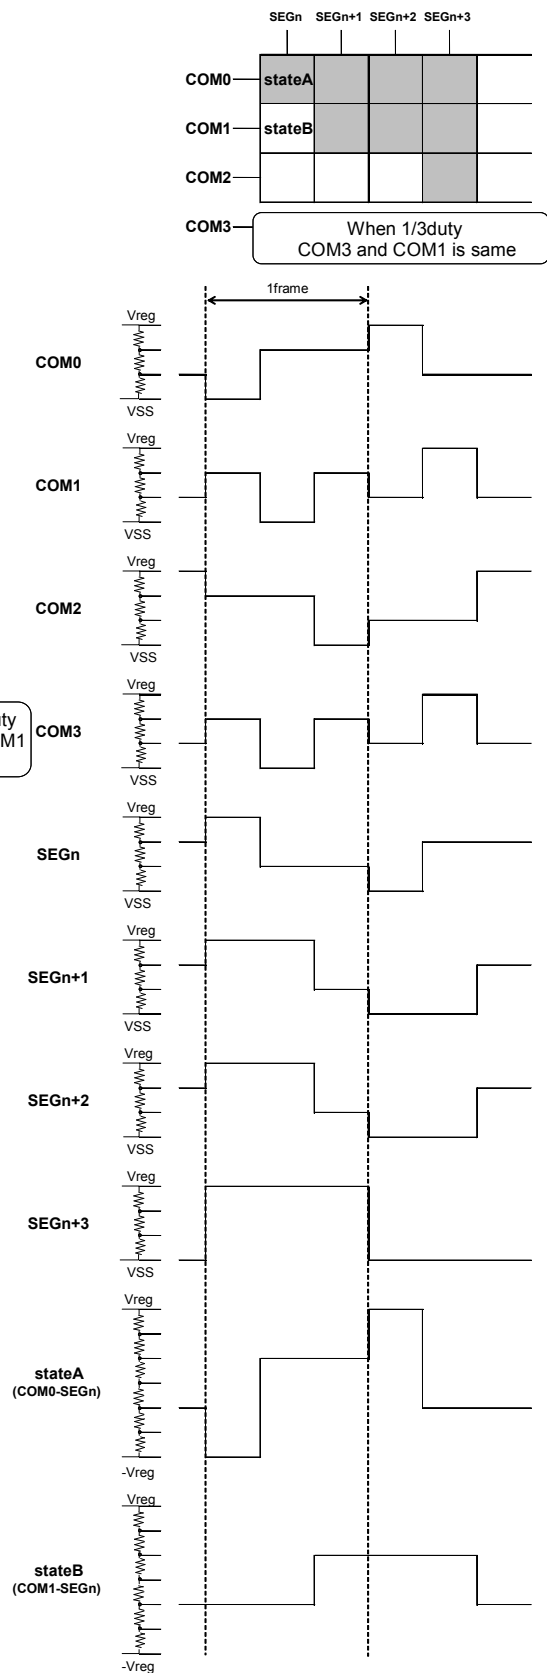 SEGn SEGn+1 SEGn+2 SEGn+3
COM0 stateA
COM1 stateB
COM2
COM3 When 1/3duty
COM3 and COM1 is same
1frame
Vreg
COM0
VSS
Vreg
COM1
VSS
Vreg
COM2
VSS
Vreg
COM3
VSS
Vreg
SEGn
VSS
Vreg
SEGn+1
VSS
Vreg
SEGn+2
VSS
Vreg
SEGn+3
VSS
Vreg
stateA
(COM0-SEGn)
-Vreg
Vreg
stateB
(COM1-SEGn)
-Vreg